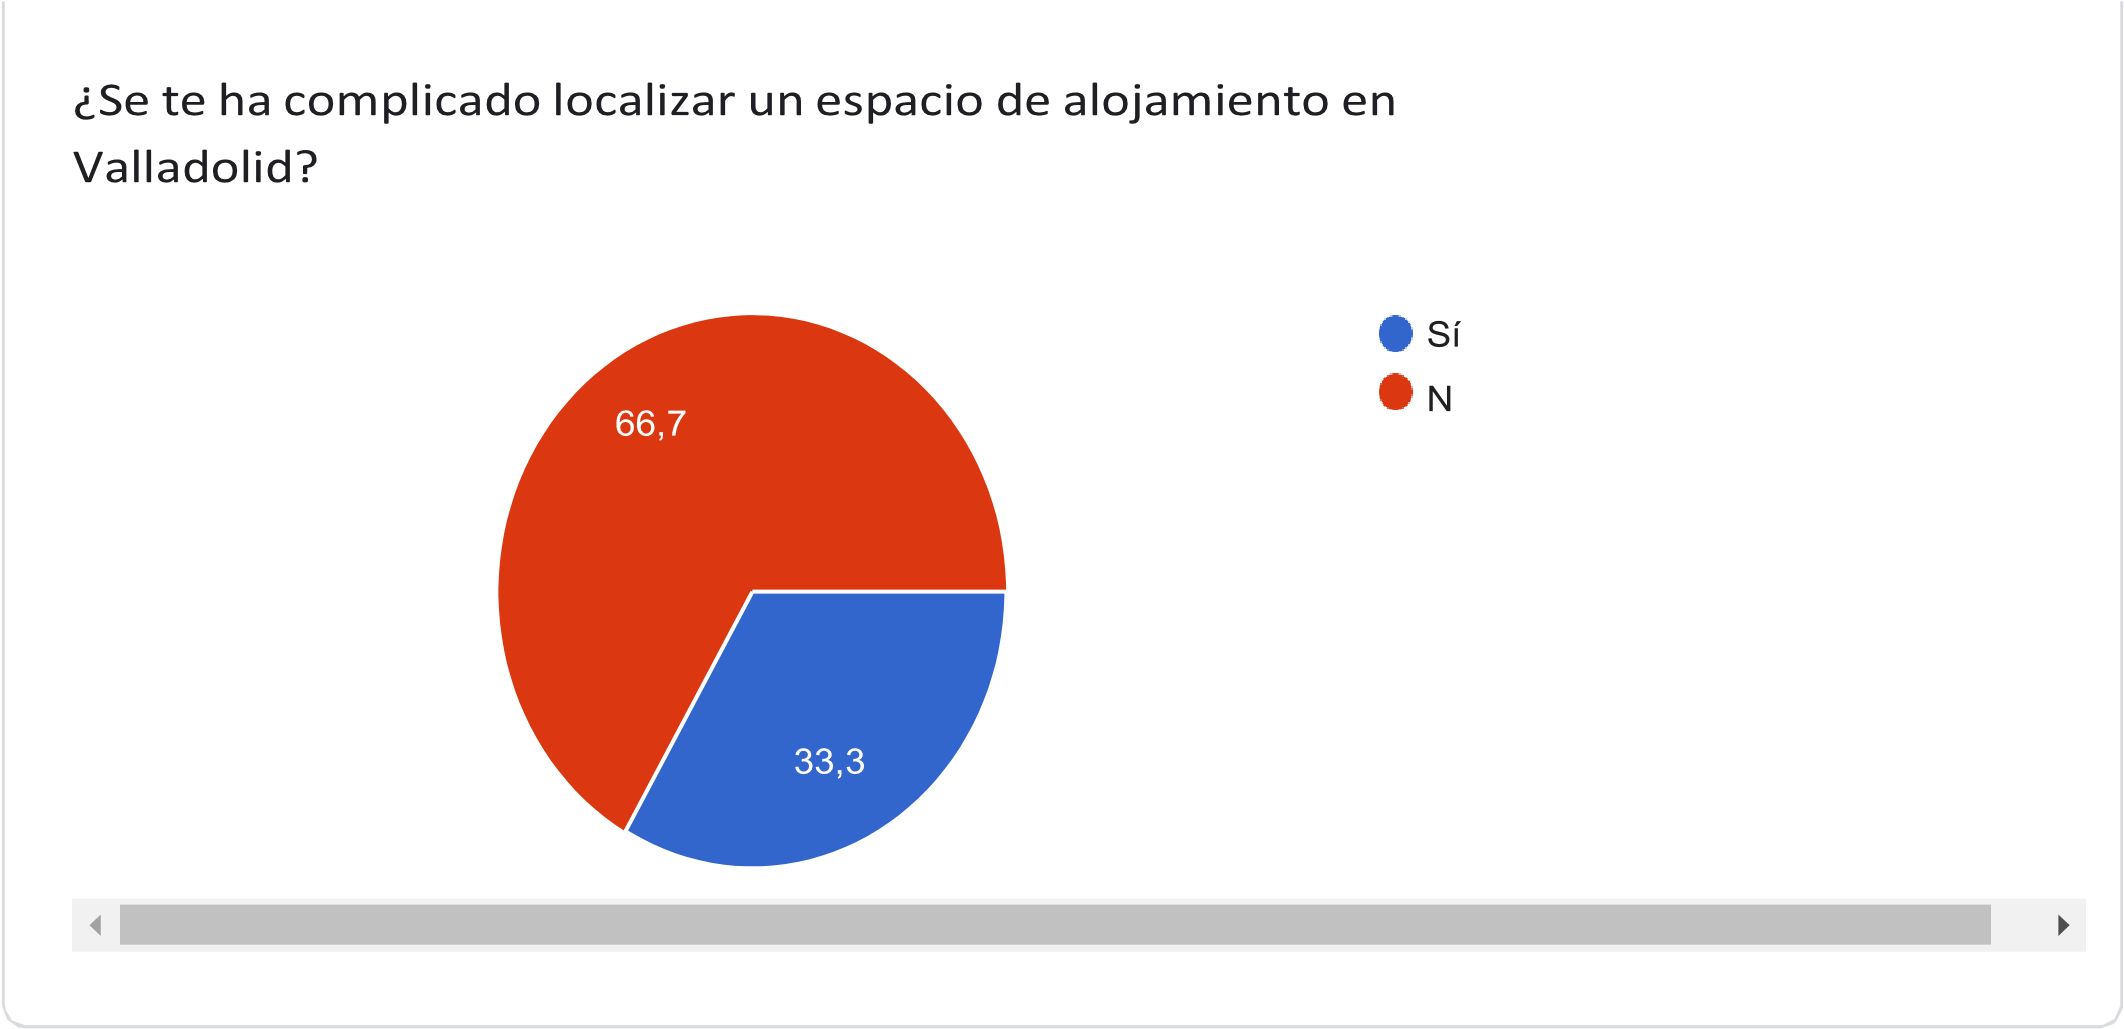 ¿Se te ha complicado localizar un espacio de alojamiento en
Valladolid?
Sí
N
66,7
33,3